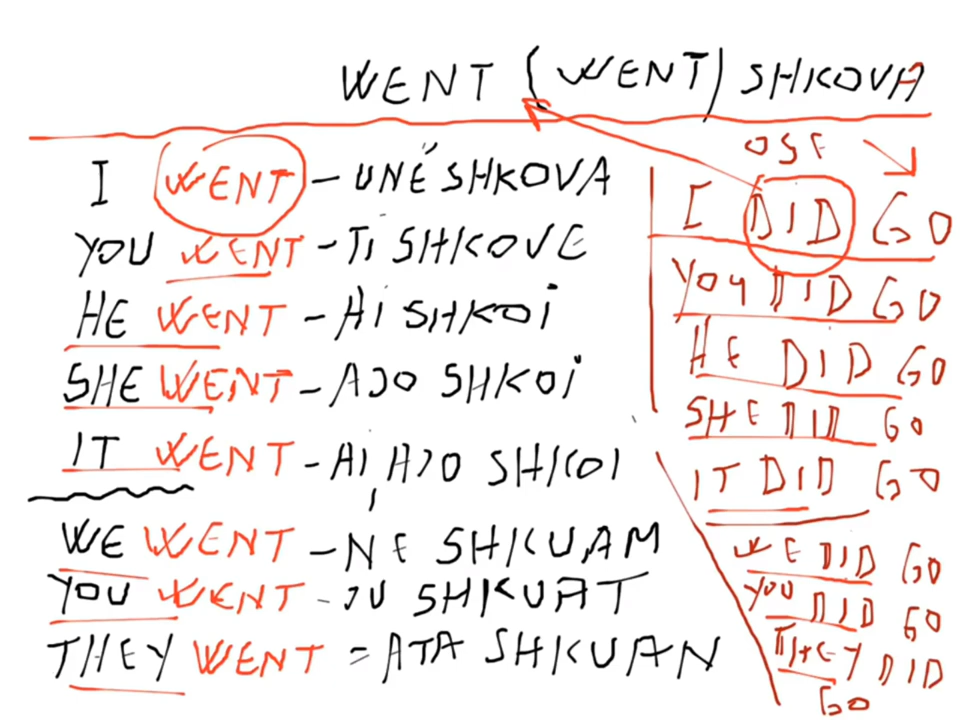 WENT (WENT) SHKOVA
I WENT – UNË SHKOVA
YOU WENT – TI SHKOVE
HE WENT – AI SHKOI
SHE WENT – AJO SHKOI
IT WENT – AI, AJO SHKOI
WE WENT – NE SHKUAM
YOU WENT - JU SHKUAT
THEY WENT = ATA SHKUAN
OSE
I DID GO
YOU DID GO
HE DID GO
SHE DID GO
IT DID GO
WE DID GO
YOU DID GO
THEY DID
GO